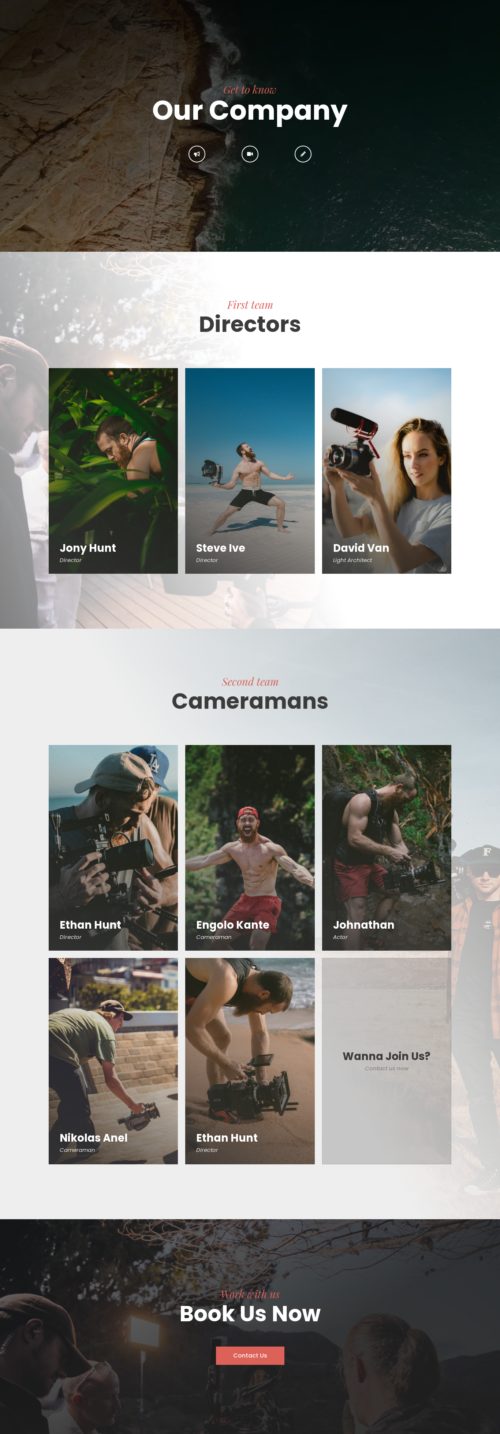 Get to know
Our Company
First team
Directors
Jony Hunt
Director
Steve Ive
Director
David Van
Light Architect
Second team
Cameramans
Ethan Hunt
Director
Engolo Kante
Cameraman
Johnathan
Actor
Nikolas Anel
Cameraman
Ethan Hunt
Director
Wanna Join Us?
Contact us now
Work with us
Book Us Now
Contact Us